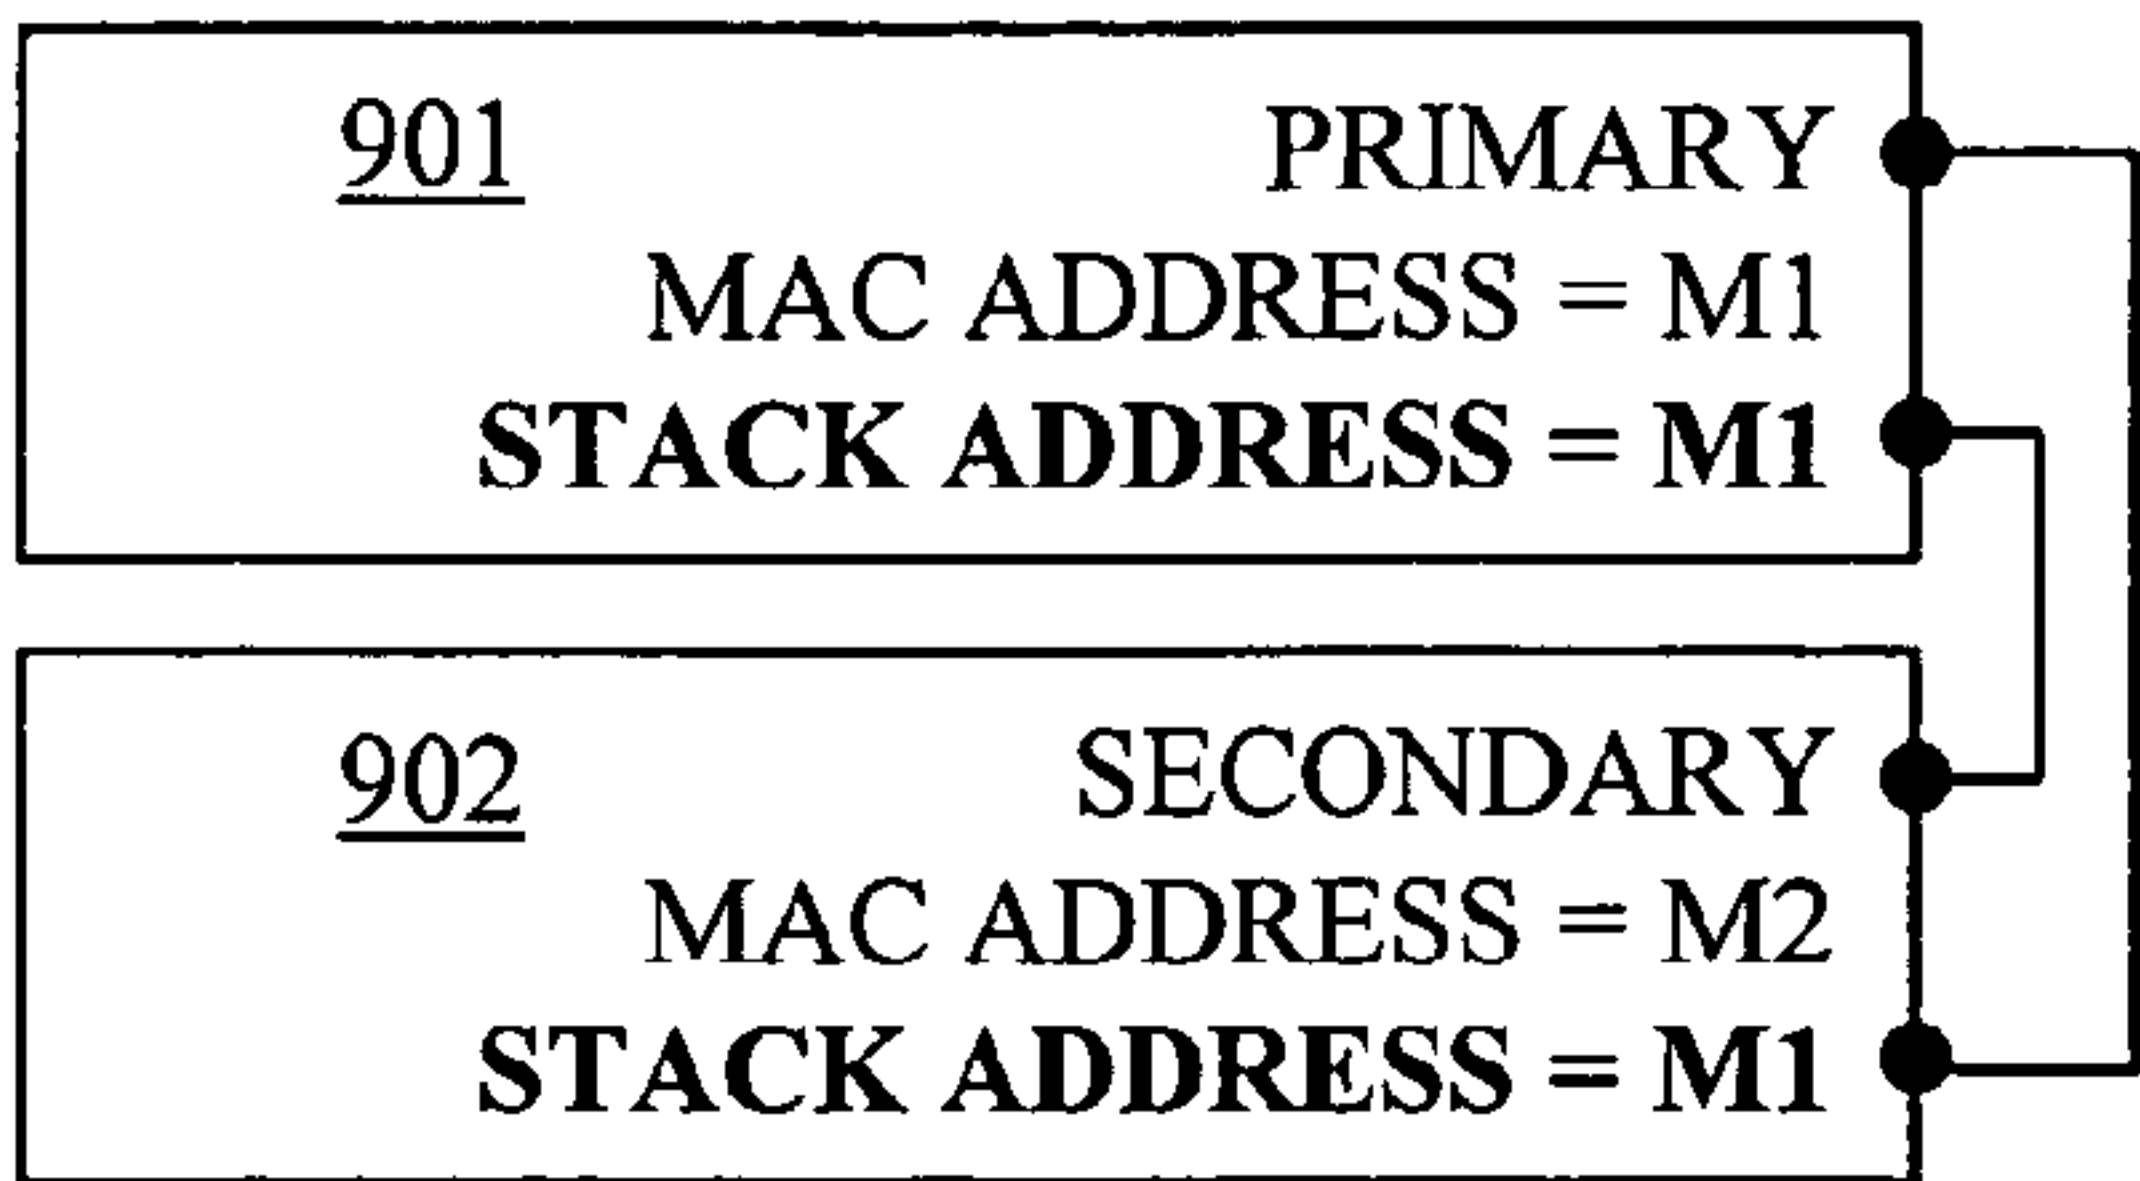 901 PRIMARY
MAC ADDRESS = M1
STACK ADDRESS = M1
902 SECONDARY
MAC ADDRESS = M2
STACK ADDRESS = M1